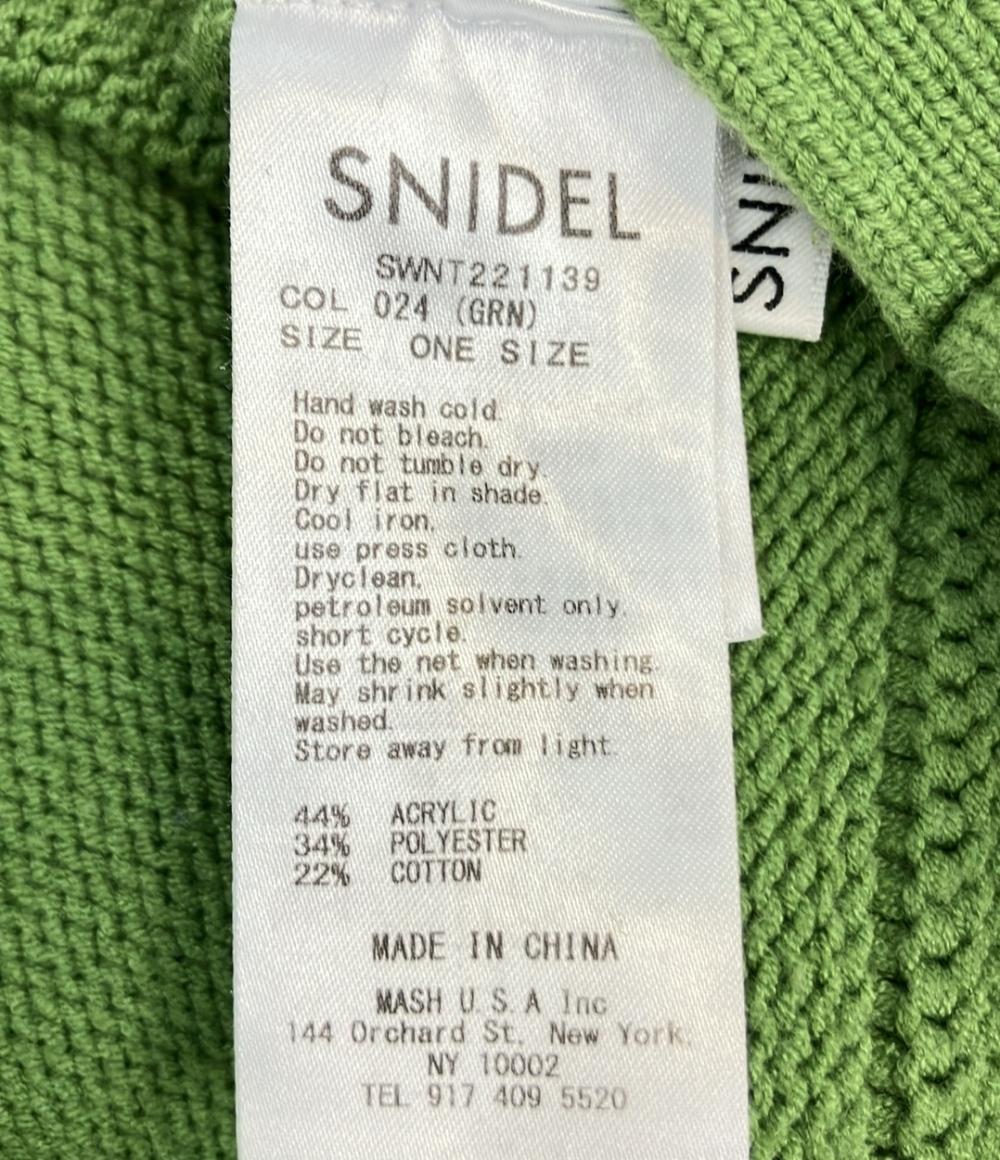 SNIDEL
SWNT221139
COL 024 (GRN)
SIZE ONE SIZE
Hand wash cold.
Do not bleach.
Do not tumble dry.
Dry flat in shade.
Cool iron.
use press cloth.
Dryclean.
petroleum solvent only.
short cycle.
Use the net when washing.
May shrink slightly when
washed.
Store away from light.
44% ACRYLIC
34% POLYESTER
22% COTTON
MADE IN CHINA
MASH U.S.A Inc
144 Orchard St, New York,
NY 10002
TEL 917 409 5520
SNI